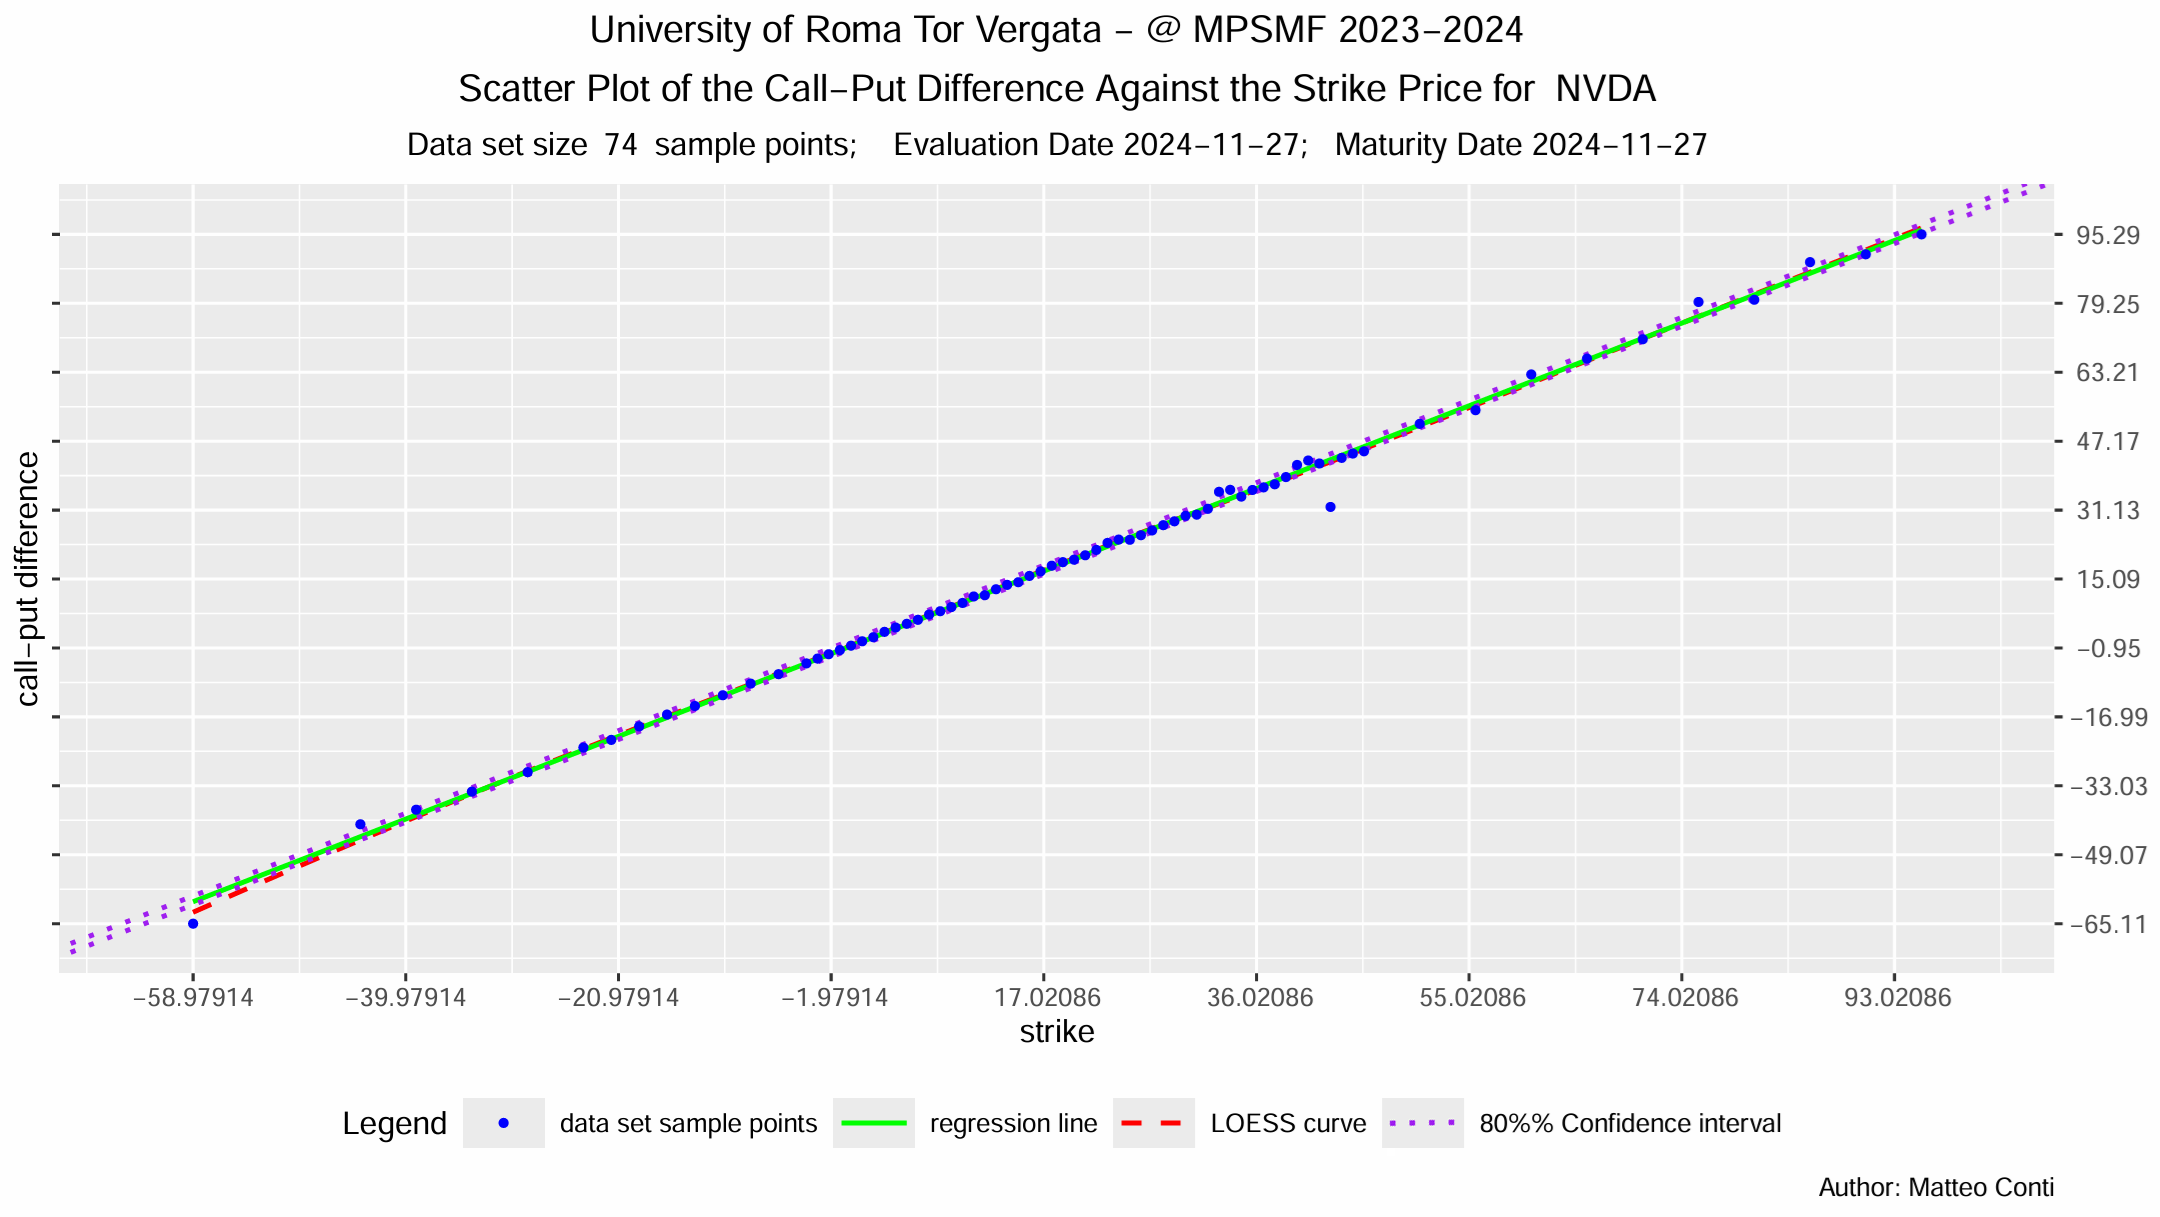 University of Roma Tor Vergata − @ MPSMF 2023−2024
Scatter Plot of the Call−Put Difference Against the Strike Price for  NVDA
Data set size  74  sample points;    Evaluation Date 2024−11−27;   Maturity Date 2024−11−27
95.29
79.25
63.21
47.17
31.13
15.09
−0.95
−16.99
−33.03
−49.07
−65.11
call−put difference
−58.97914 −39.97914 −20.97914 −1.97914 17.02086 36.02086 55.02086 74.02086 93.02086
strike
Legend data set sample points regression line LOESS curve 80%% Confidence interval
Author: Matteo Conti